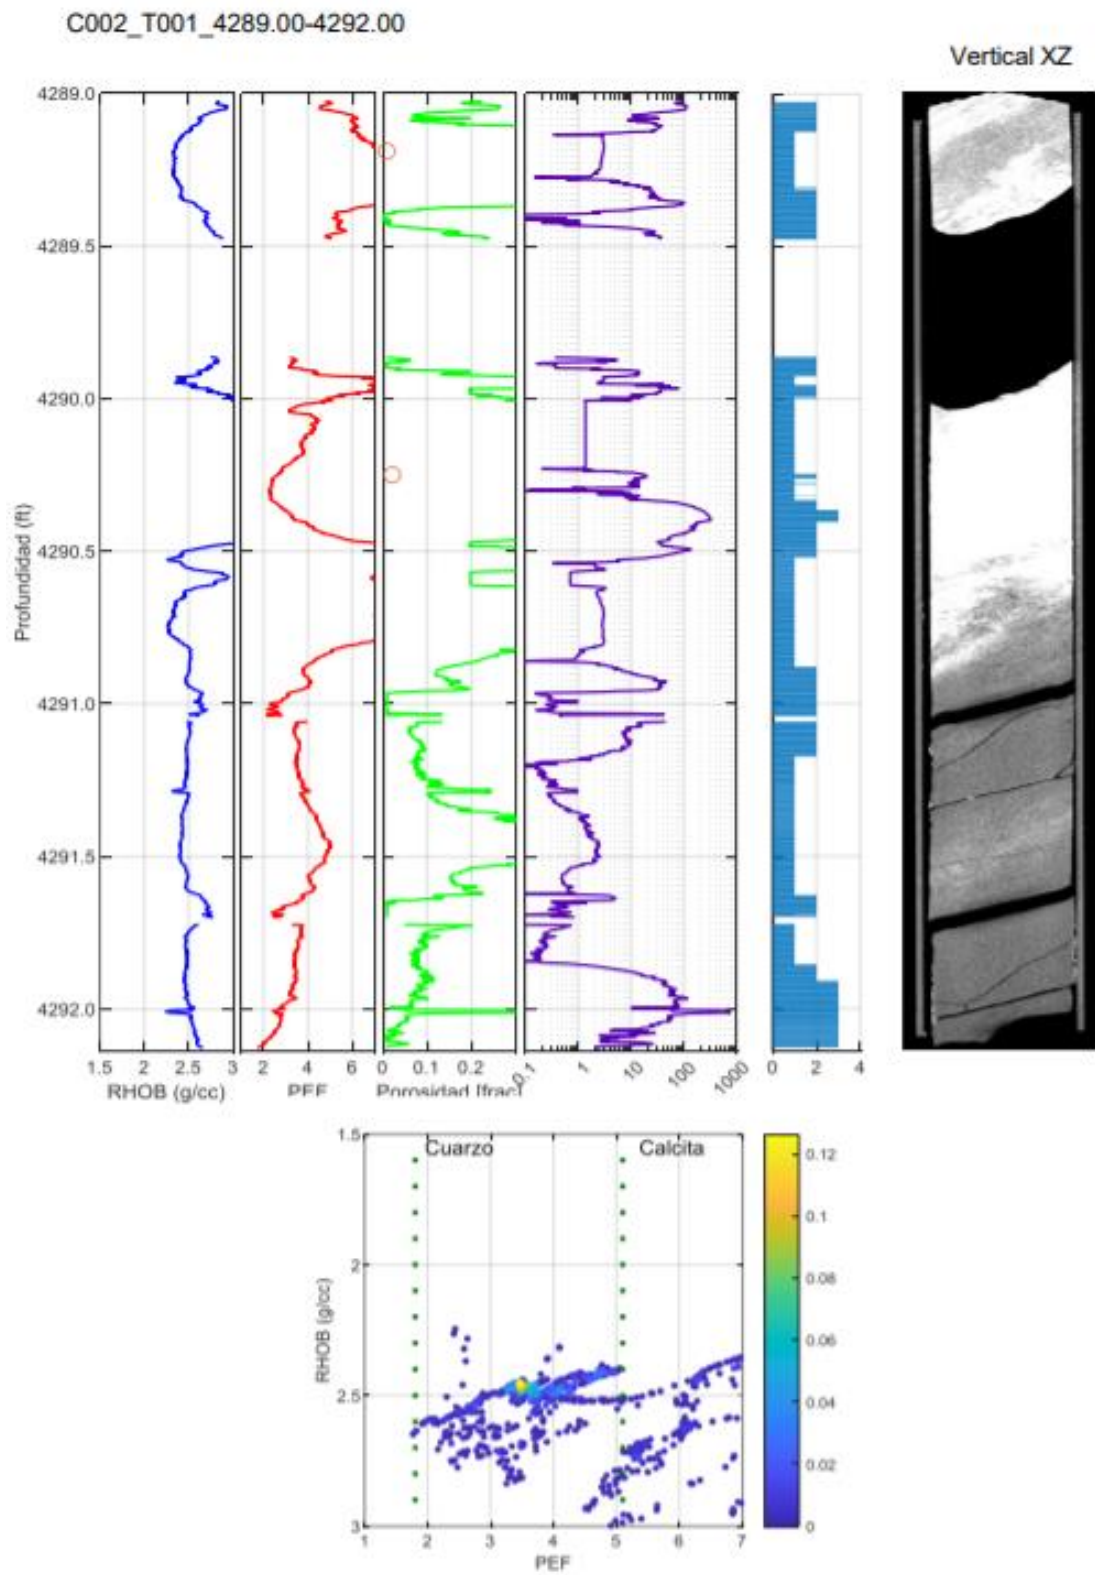 C002_T001_4289.00-4292.00
Vertical XZ
4289.0
4289.5
4290.0
4290.5
4291.0
4291.5
4292.0
Profundidad (ft)
1.5 2 2.5 3 2 4 6 0 0.1 0.2 0.1 1 10 100 1000 0 2 4
RHOB (g/cc) PEF Porosidad [frac]
Cuarzo Calcita
1.5
2
2.5
3
RHOB (g/cc)
1 2 3 4 5 6 7
PEF
0.12
0.1
0.08
0.06
0.04
0.02
0